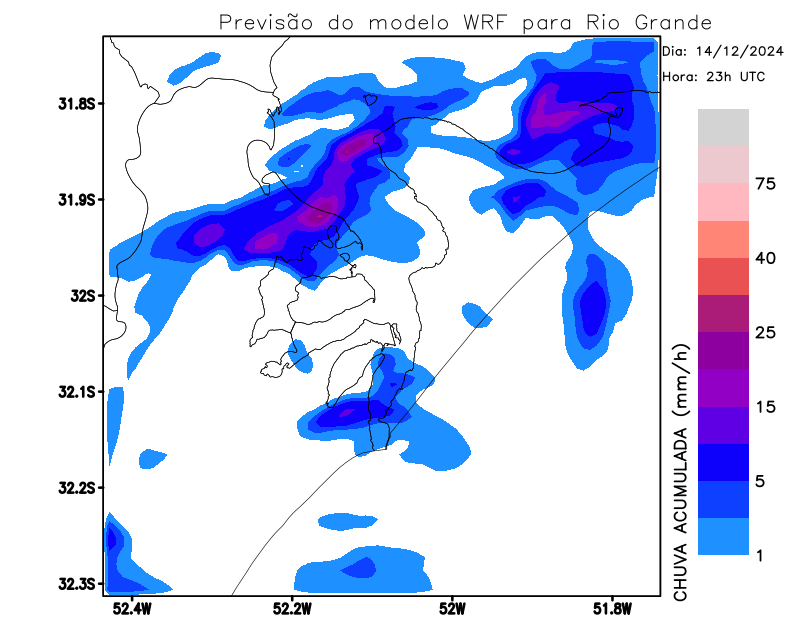 Previsão do modelo WRF para Rio Grande
Dia: 14/12/2024
Hora: 23h UTC
31.8S
31.9S
32S
32.1S
32.2S
32.3S
52.4W
52.2W
52W
51.8W
75
40
25
15
5
1
CHUVA ACUMULADA (mm/h)